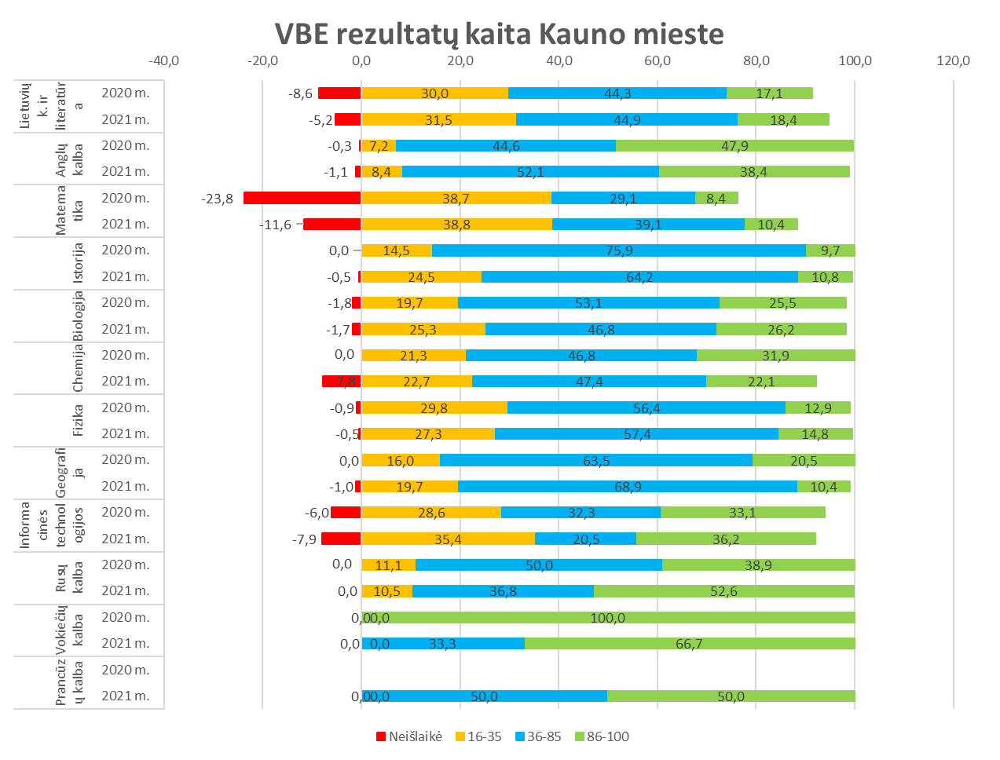 VBE rezultatų kaita Kauno mieste
-40,0 -20,0 0,0 20,0 40,0 60,0 80,0 100,0 120,0
Lietuvių
k. ir
literatūr
a
2020 m. -8,6 30,0 44,3 17,1
2021 m. -5,2 31,5 44,9 18,4
Anglų
kalba
2020 m. -0,3 7,2 44,6 47,9
2021 m. -1,1 8,4 52,1 38,4
Matema
tika
2020 m. -23,8 38,7 29,1 8,4
2021 m. -11,6 38,8 39,1 10,4
Istorija
2020 m. 0,0 14,5 75,9 9,7
2021 m. -0,5 24,5 64,2 10,8
Biologija
2020 m. -1,8 19,7 53,1 25,5
2021 m. -1,7 25,3 46,8 26,2
Chemija
2020 m. 0,0 21,3 46,8 31,9
2021 m. 7,8 22,7 47,4 22,1
Fizika
2020 m. -0,9 29,8 56,4 12,9
2021 m. -0,5 27,3 57,4 14,8
Geografi
ja
2020 m. 0,0 16,0 63,5 20,5
2021 m. -1,0 19,7 68,9 10,4
Informa
cinės
technol
ogijos
2020 m. -6,0 28,6 32,3 33,1
2021 m. -7,9 35,4 20,5 36,2
Rusų
kalba
2020 m. 0,0 11,1 50,0 38,9
2021 m. 0,0 10,5 36,8 52,6
Vokiečių
kalba
2020 m. 0,0 0,0 100,0
2021 m. 0,0 0,0 33,3 66,7
Prancūz
ų kalba
2020 m.
2021 m. 0,0 0,0 50,0 50,0
Neišlaikė 16-35 36-85 86-100